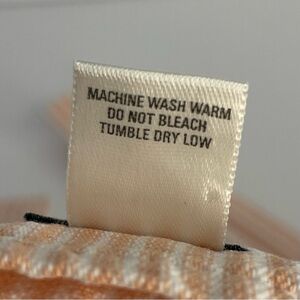 MACHINE WASH WARM
DO NOT BLEACH
TUMBLE DRY LOW